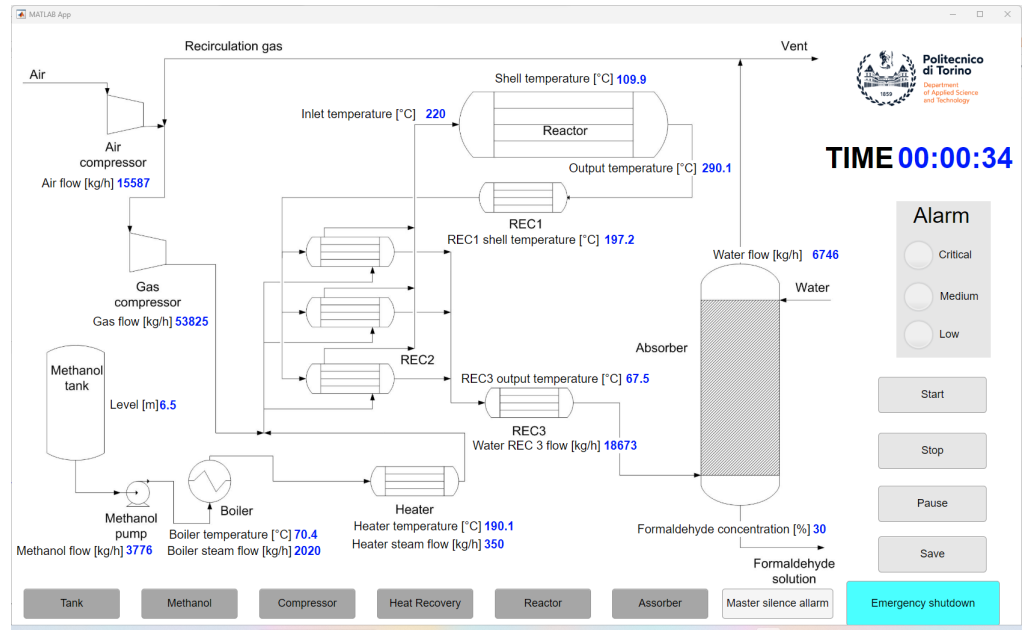 MATLAB App
Recirculation gas
Vent
Air
Shell temperature [°C] 109.9
Politecnico
di Torino
Department
of Applied Science
and Technology
1859
Inlet temperature [°C] 220
Reactor
Air
compressor
Air flow [kg/h] 15587
TIME 00:00:34
Output temperature [°C] 290.1
REC1
REC1 shell temperature [°C] 197.2
Alarm
Critical
Medium
Low
Water flow [kg/h] 6746
Water
Gas
compressor
Gas flow [kg/h] 53825
Absorber
REC2
Methanol
tank
Level [m] 6.5
REC3 output temperature [°C] 67.5
Start
REC3
Water REC 3 flow [kg/h] 18673
Stop
Boiler
Heater
Pause
Methanol
pump
Methanol flow [kg/h] 3776
Boiler temperature [°C] 70.4
Boiler steam flow [kg/h] 2020
Heater temperature [°C] 190.1
Heater steam flow [kg/h] 350
Formaldehyde concentration [%] 30
Save
Formaldehyde
solution
Tank
Methanol
Compressor
Heat Recovery
Reactor
Assorber
Master silence allarm
Emergency shutdown